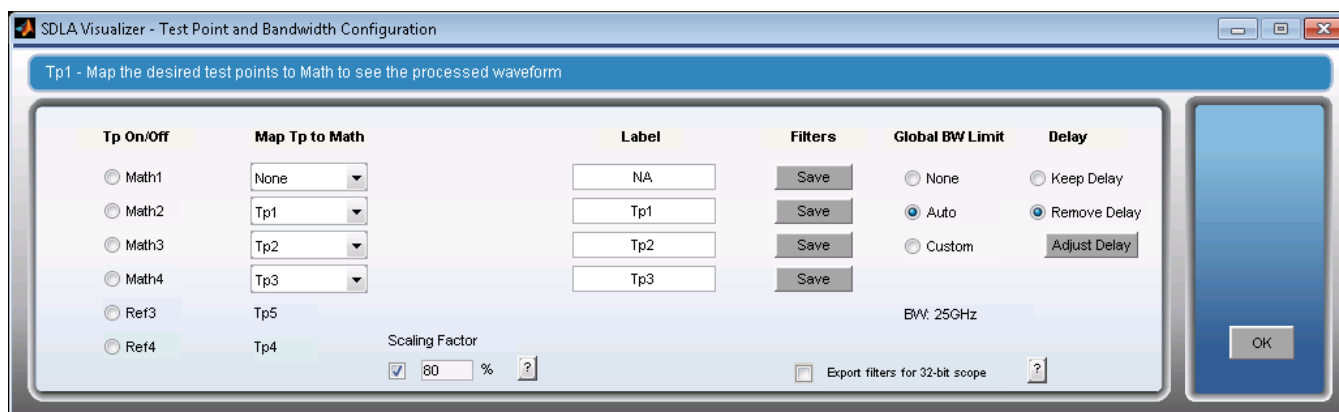 SDLA Visualizer - Test Point and Bandwidth Configuration
Tp1 - Map the desired test points to Math to see the processed waveform
Tp On/Off Map Tp to Math Label Filters Global BW Limit Delay
Math1 None NA Save None Keep Delay
Math2 Tp1 Tp1 Save Auto Remove Delay
Math3 Tp2 Tp2 Save Custom Adjust Delay
Math4 Tp3 Tp3 Save
Ref3 Tp5 BW: 25GHz
Ref4 Tp4 Scaling Factor OK
80 % ? Export filters for 32-bit scope ?